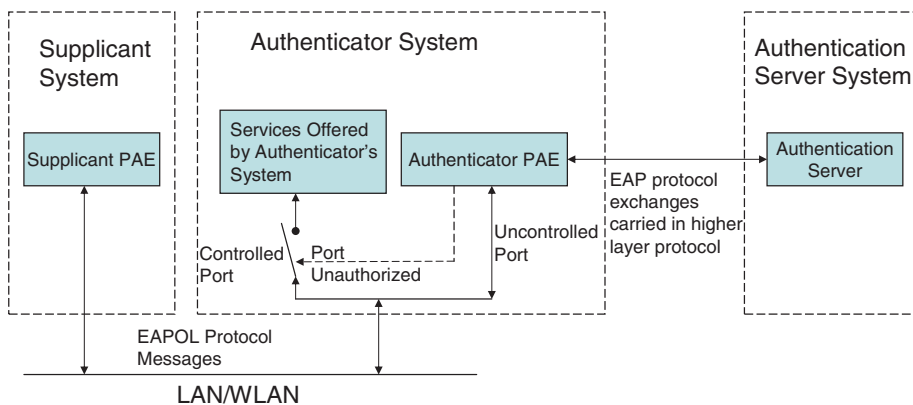 Supplicant
System
Authenticator System
Authentication
Server System
Supplicant PAE
Services Offered
by Authenticator's
System
Authenticator PAE
Authentication
Server
EAP protocol
exchanges
carried in higher
layer protocol
Controlled
Port
Port
Unauthorized
Uncontrolled
Port
EAPOL Protocol
Messages
LAN/WLAN